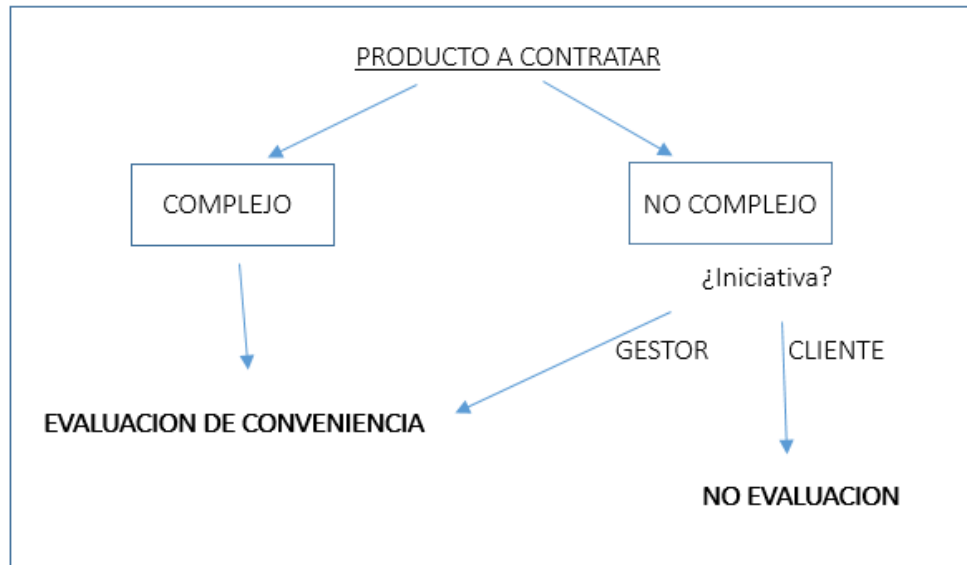 PRODUCTO A CONTRATAR
COMPLEJO
NO COMPLEJO
¿Iniciativa?
GESTOR
CLIENTE
EVALUACION DE CONVENIENCIA
NO EVALUACION